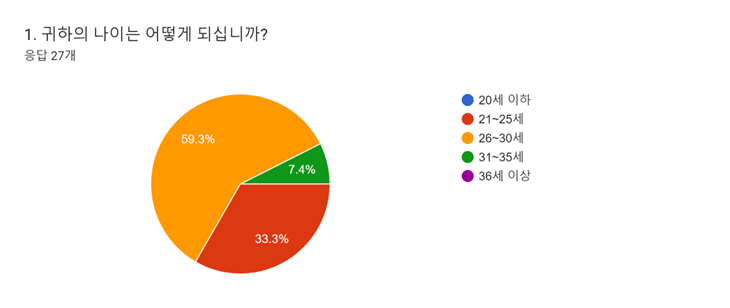 1. 귀하의 나이는 어떻게 되십니까?
응답 27개
20세 이하
21~25세
26~30세
31~35세
36세 이상
59.3%
7.4%
33.3%